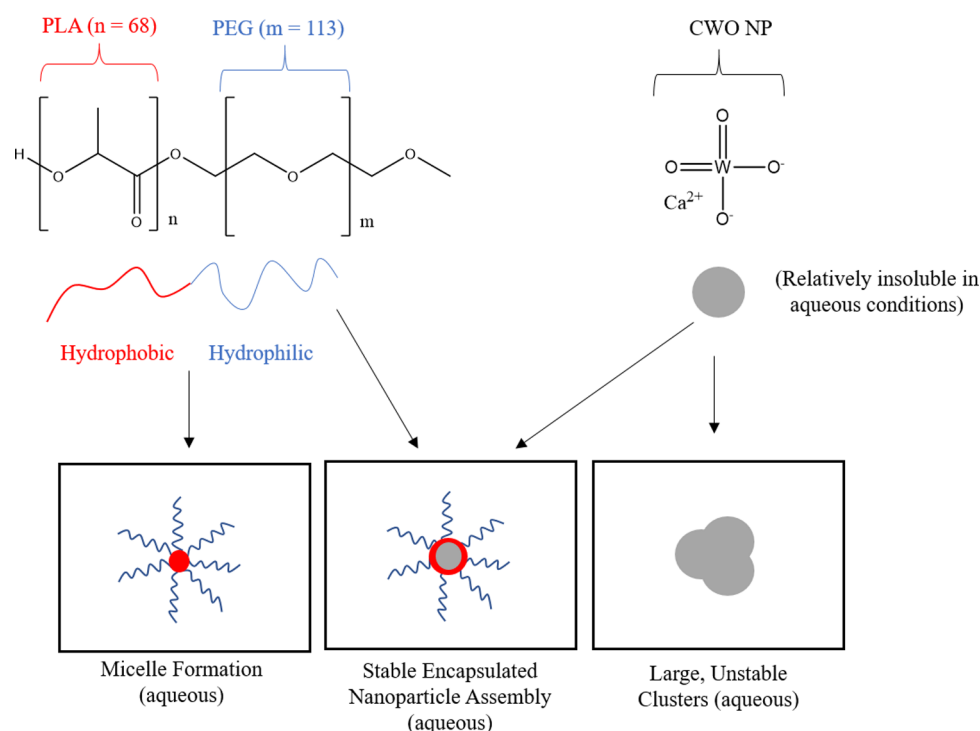 PLA (n = 68)
PEG (m = 113)
CWO NP
H
O
O
n
O
O
m
O
O
O
W
O-
Ca²⁺
O-
(Relatively insoluble in
aqueous conditions)
Hydrophobic
Hydrophilic
Micelle Formation
(aqueous)
Stable Encapsulated
Nanoparticle Assembly
(aqueous)
Large, Unstable
Clusters (aqueous)